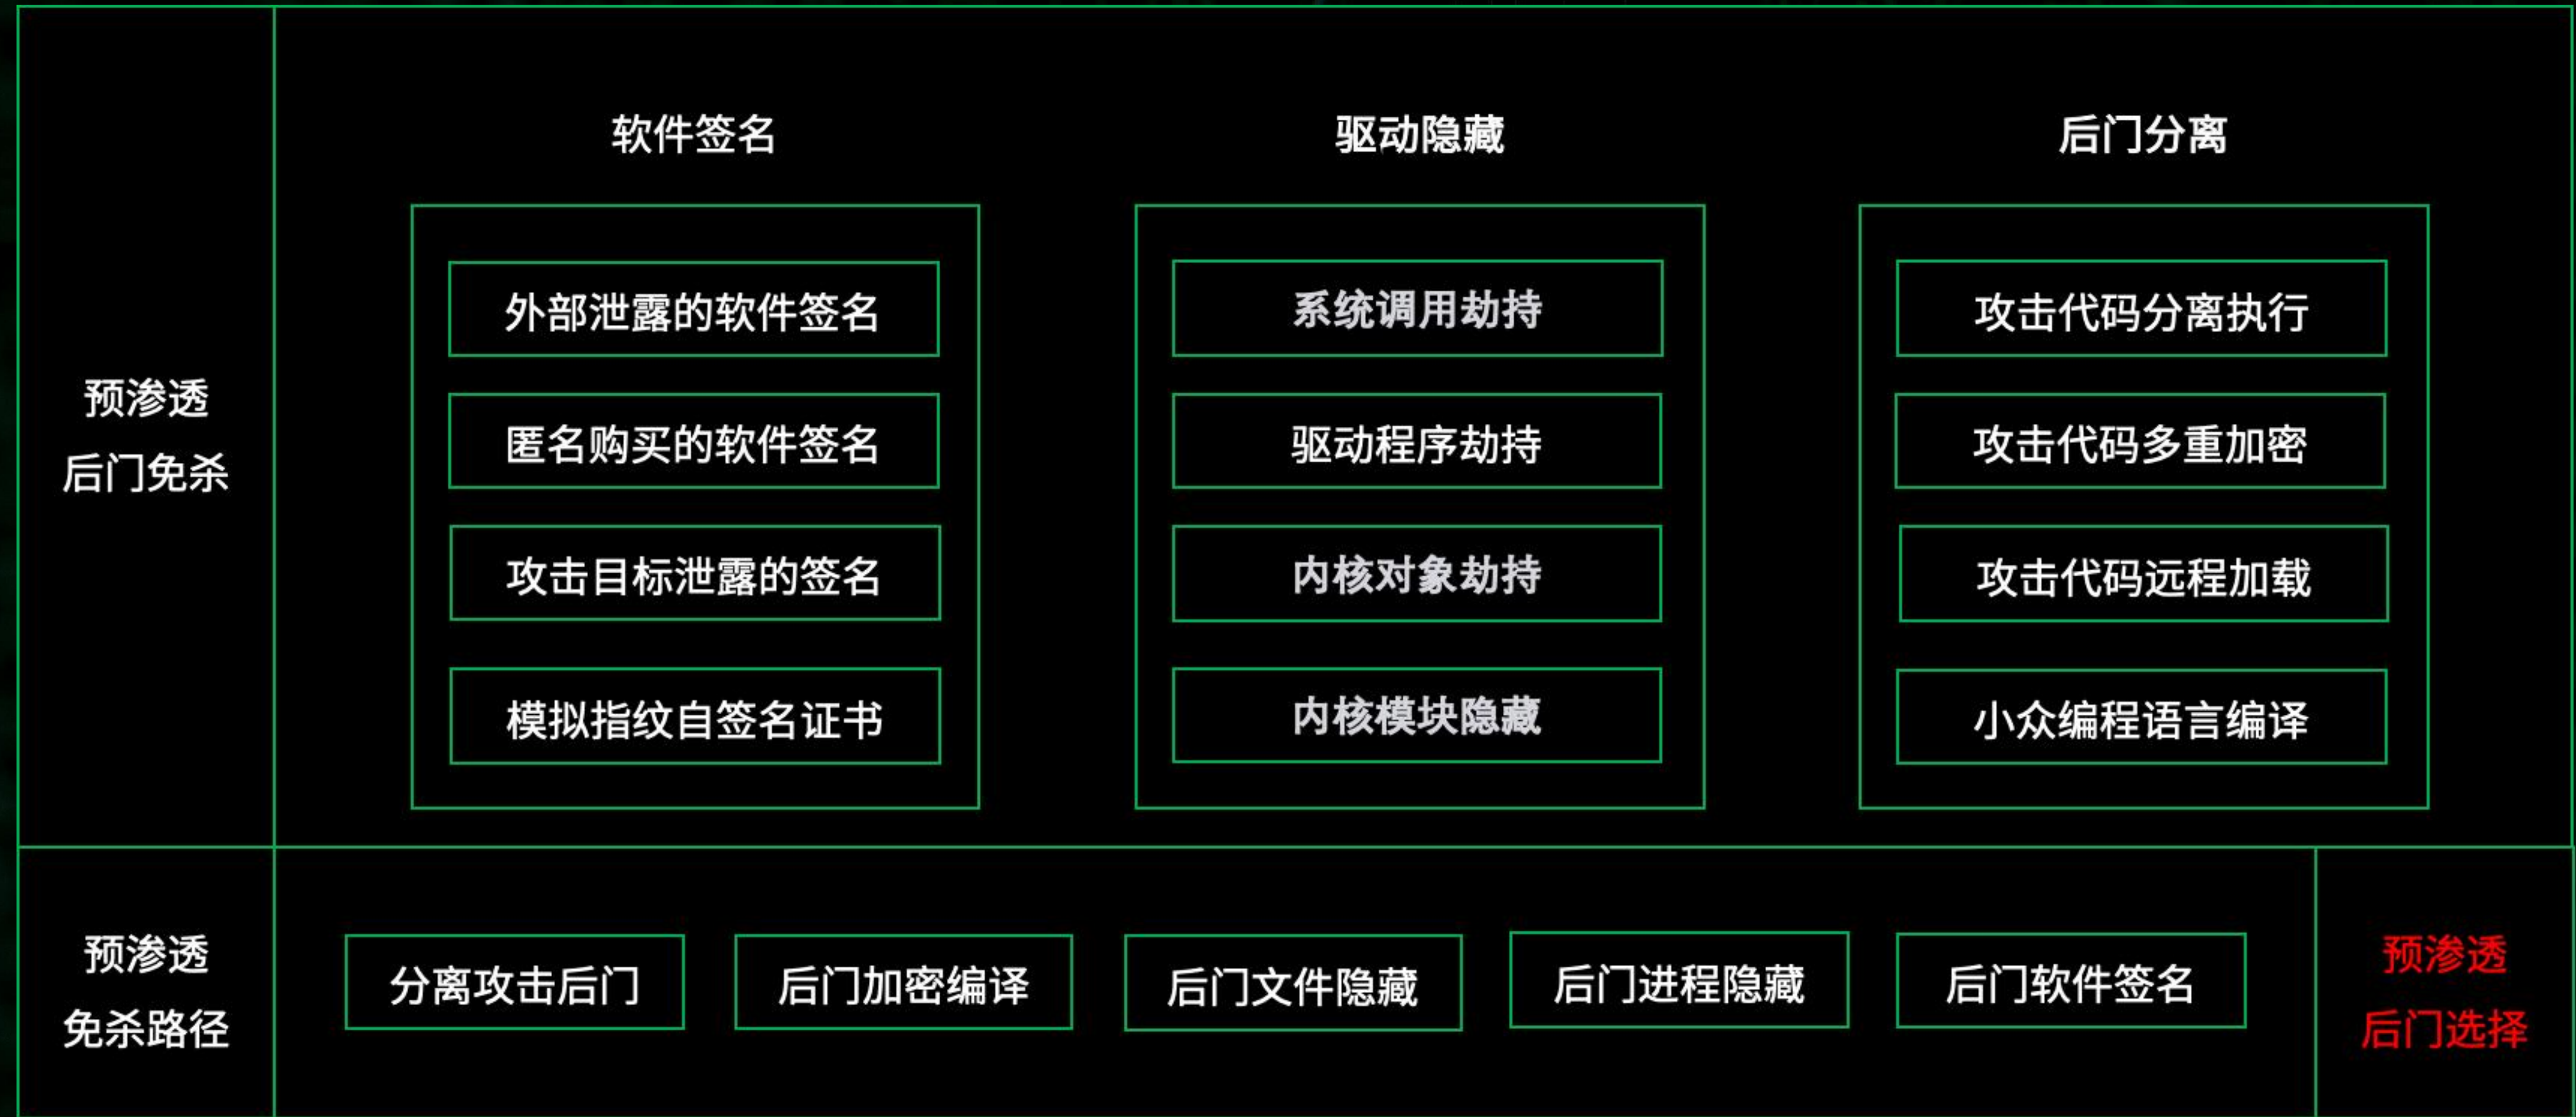 软件签名
驱动隐藏
后门分离
预渗透
后门免杀
外部泄露的软件签名
匿名购买的软件签名
攻击目标泄露的签名
模拟指纹自签名证书
系统调用劫持
驱动程序劫持
内核对象劫持
内核模块隐藏
攻击代码分离执行
攻击代码多重加密
攻击代码远程加载
小众编程语言编译
预渗透
免杀路径
分离攻击后门
后门加密编译
后门文件隐藏
后门进程隐藏
后门软件签名
预渗透
后门选择